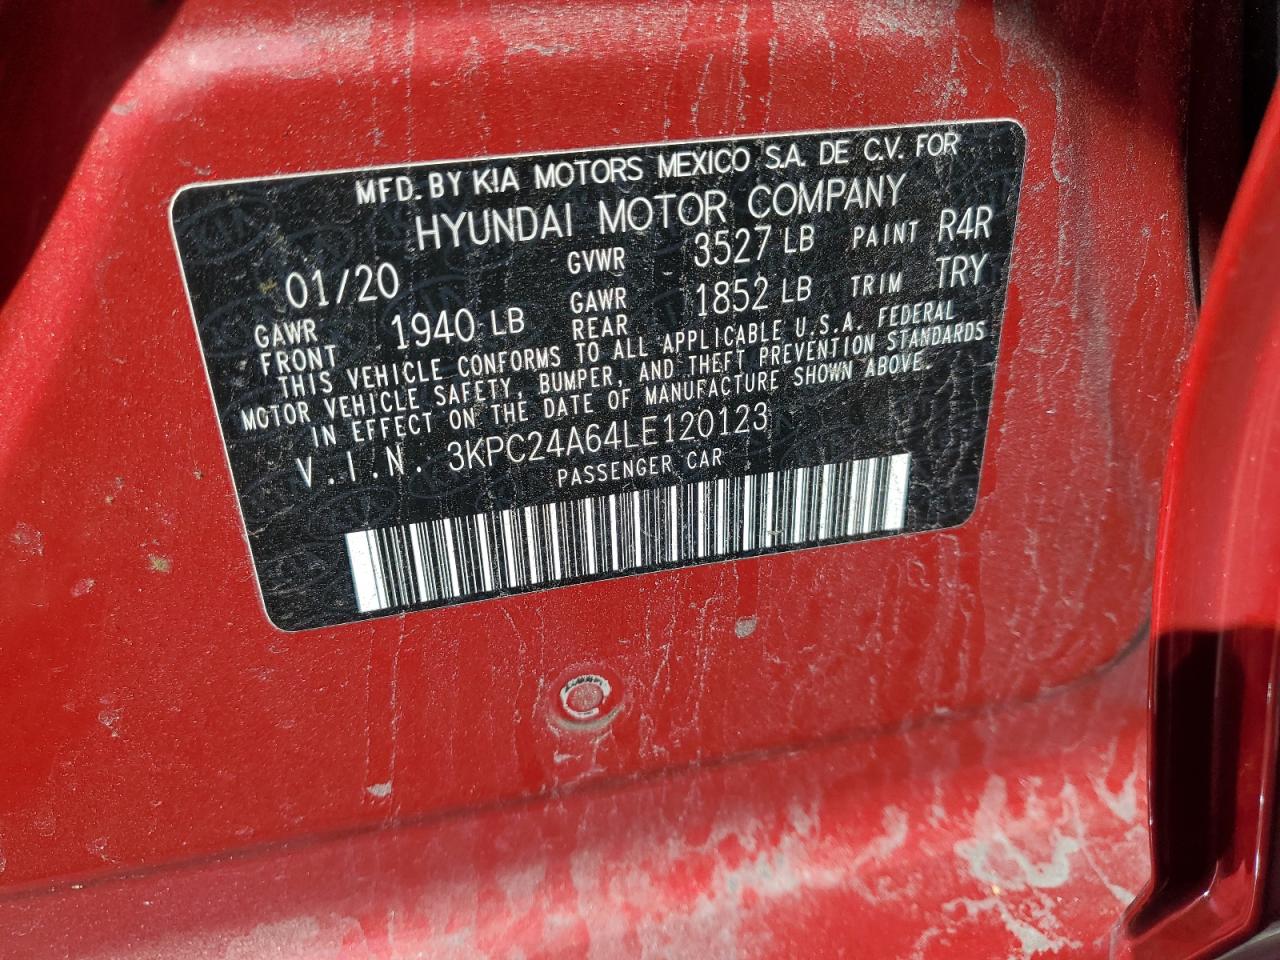 MFD. BY KIA MOTORS MEXICO S.A. DE C.V. FOR
HYUNDAI MOTOR COMPANY
01/20 GVWR 3527 LB PAINT R4R
GAWR FRONT 1940 LB GAWR REAR 1852 LB TRIM TRY
THIS VEHICLE CONFORMS TO ALL APPLICABLE U.S.A. FEDERAL
MOTOR VEHICLE SAFETY, BUMPER, AND THEFT PREVENTION STANDARDS
IN EFFECT ON THE DATE OF MANUFACTURE SHOWN ABOVE.
V.I.N. 3KPC24A64LE120123
PASSENGER CAR